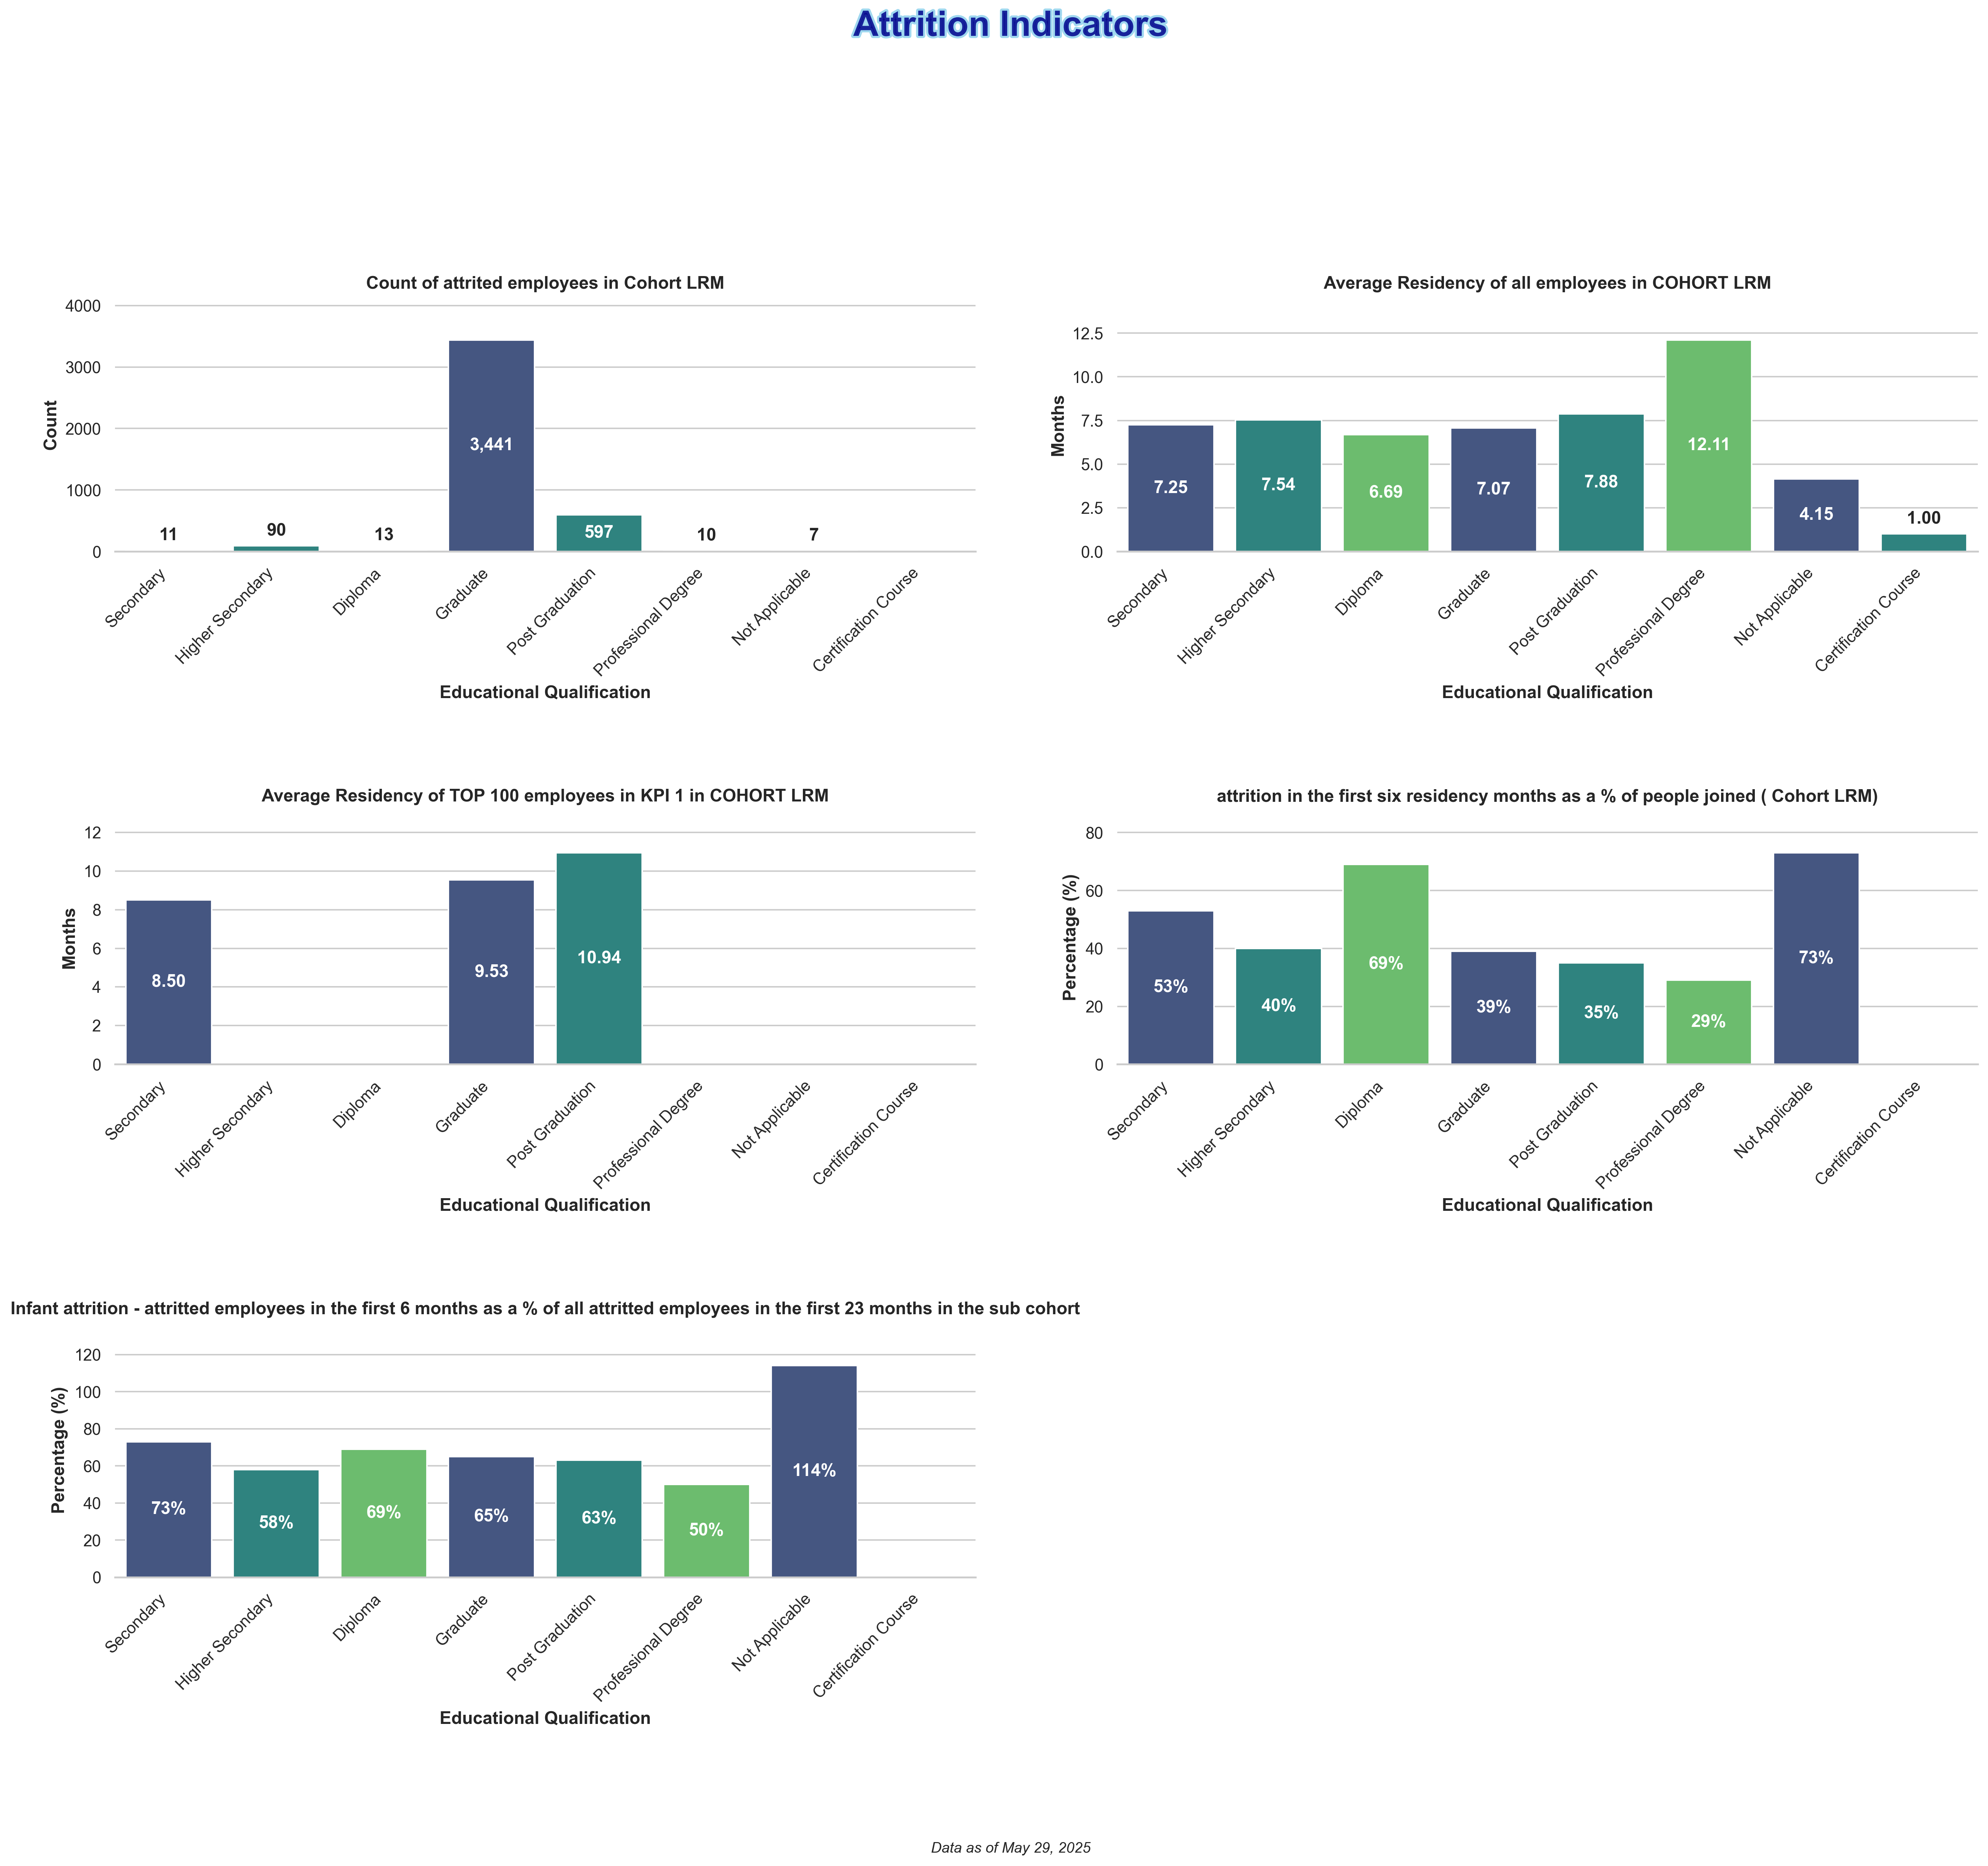 Attrition Indicators
Count of attrited employees in Cohort LRM
Count
4000
3000
2000
1000
0
11
90
13
3,441
597
10
7
Secondary
Higher Secondary
Diploma
Graduate
Post Graduation
Professional Degree
Not Applicable
Certification Course
Educational Qualification
Average Residency of all employees in COHORT LRM
Months
12.5
10.0
7.5
5.0
2.5
0.0
7.25
7.54
6.69
7.07
7.88
12.11
4.15
1.00
Secondary
Higher Secondary
Diploma
Graduate
Post Graduation
Professional Degree
Not Applicable
Certification Course
Educational Qualification
Average Residency of TOP 100 employees in KPI 1 in COHORT LRM
Months
12
10
8
6
4
2
0
8.50
9.53
10.94
Secondary
Higher Secondary
Diploma
Graduate
Post Graduation
Professional Degree
Not Applicable
Certification Course
Educational Qualification
attrition in the first six residency months as a % of people joined ( Cohort LRM)
Percentage (%)
80
60
40
20
0
53%
40%
69%
39%
35%
29%
73%
Secondary
Higher Secondary
Diploma
Graduate
Post Graduation
Professional Degree
Not Applicable
Certification Course
Educational Qualification
Infant attrition - attritted employees in the first 6 months as a % of all attritted employees in the first 23 months in the sub cohort
Percentage (%)
120
100
80
60
40
20
0
73%
58%
69%
65%
63%
50%
114%
Secondary
Higher Secondary
Diploma
Graduate
Post Graduation
Professional Degree
Not Applicable
Certification Course
Educational Qualification
Data as of May 29, 2025